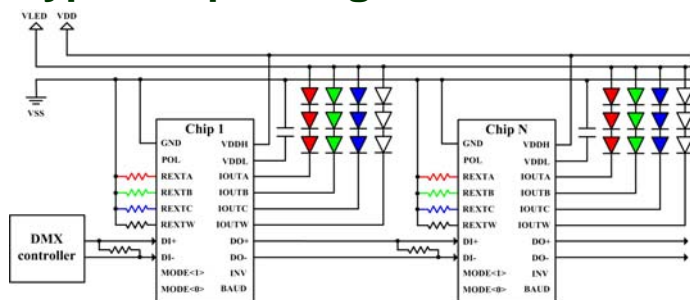 VLED VDD
VSS
Chip 1
GND VDDH
POL VDDL
REXTA IOUTA
REXTB IOUTB
REXTC IOUTC
REXTW IOUTW
DI+ DO+
DI- DO-
MODE<1> INV
MODE<0> BAUD
DMX
controller
Chip N
GND VDDH
POL VDDL
REXTA IOUTA
REXTB IOUTB
REXTC IOUTC
REXTW IOUTW
DI+ DO+
DI- DO-
MODE<1> INV
MODE<0> BAUD